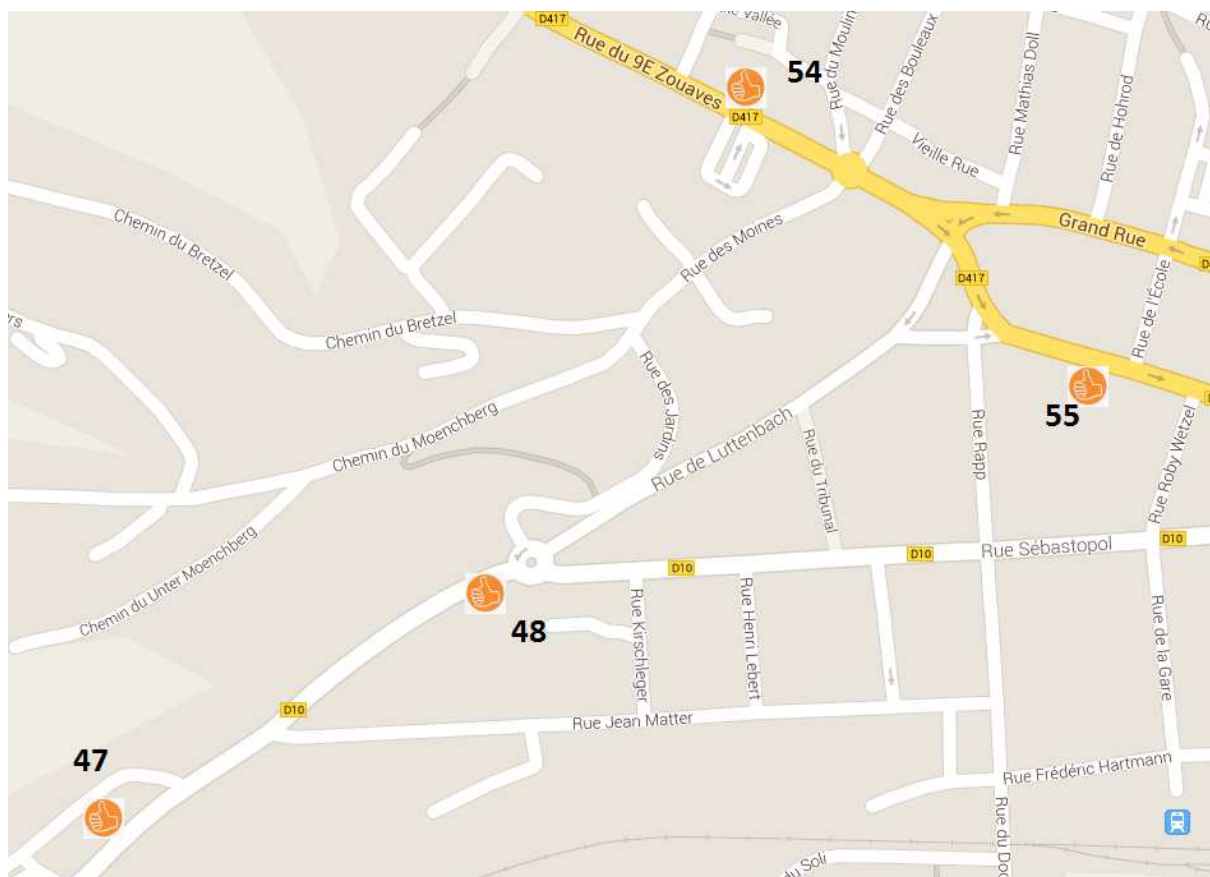 D417
Vallée
Rue du 9E Zouaves
54
Rue du Moulin
Rue des Bouleaux
Rue Mathias Doll
Rue de Hohrod
D417
Vieille Rue
Chemin du Bretzel
Rue des Moines
Grand Rue
D417
Rue de l'École
Chemin du Bretzel
Rue des Jardins
55
Chemin du Moenchberg
Rue de Luttenbach
Rue du Tribunal
Rue Rapp
Rue Roby Wetzel
Rue Sébastopol
D10
D10
D10
Chemin du Unter Moenchberg
48
Rue Kirschleger
Rue Henri Lebert
Rue de la Gare
D10
Rue Jean Matter
47
Rue Frédéric Hartmann